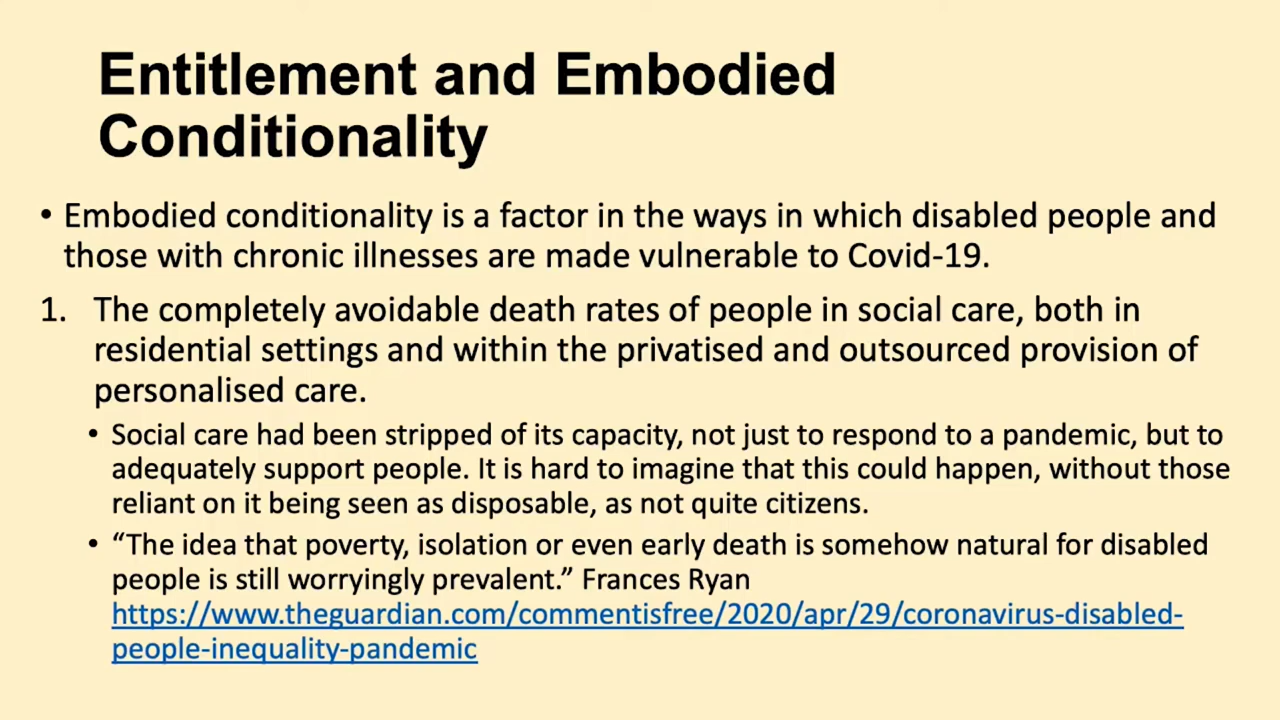 Entitlement and Embodied
Conditionality
• Embodied conditionality is a factor in the ways in which disabled people and
those with chronic illnesses are made vulnerable to Covid-19.
1. The completely avoidable death rates of people in social care, both in
residential settings and within the privatised and outsourced provision of
personalised care.
• Social care had been stripped of its capacity, not just to respond to a pandemic, but to
adequately support people. It is hard to imagine that this could happen, without those
reliant on it being seen as disposable, as not quite citizens.
• “The idea that poverty, isolation or even early death is somehow natural for disabled
people is still worryingly prevalent.” Frances Ryan
https://www.theguardian.com/commentisfree/2020/apr/29/coronavirus-disabled-
people-inequality-pandemic